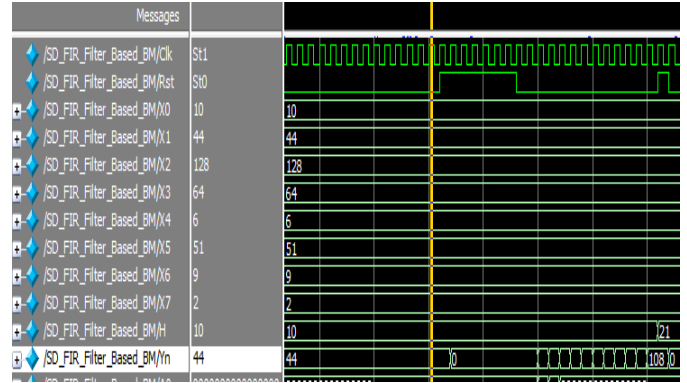 Messages
/SD_FIR_Filter_Based_BM/Clk St1
/SD_FIR_Filter_Based_BM/Rst St0
/SD_FIR_Filter_Based_BM/X0 10 10
/SD_FIR_Filter_Based_BM/X1 44 44
/SD_FIR_Filter_Based_BM/X2 128 128
/SD_FIR_Filter_Based_BM/X3 64 64
/SD_FIR_Filter_Based_BM/X4 6 6
/SD_FIR_Filter_Based_BM/X5 51 51
/SD_FIR_Filter_Based_BM/X6 9 9
/SD_FIR_Filter_Based_BM/X7 2 2
/SD_FIR_Filter_Based_BM/H 10 10 21
/SD_FIR_Filter_Based_BM/Yn 44 44 0 108 0